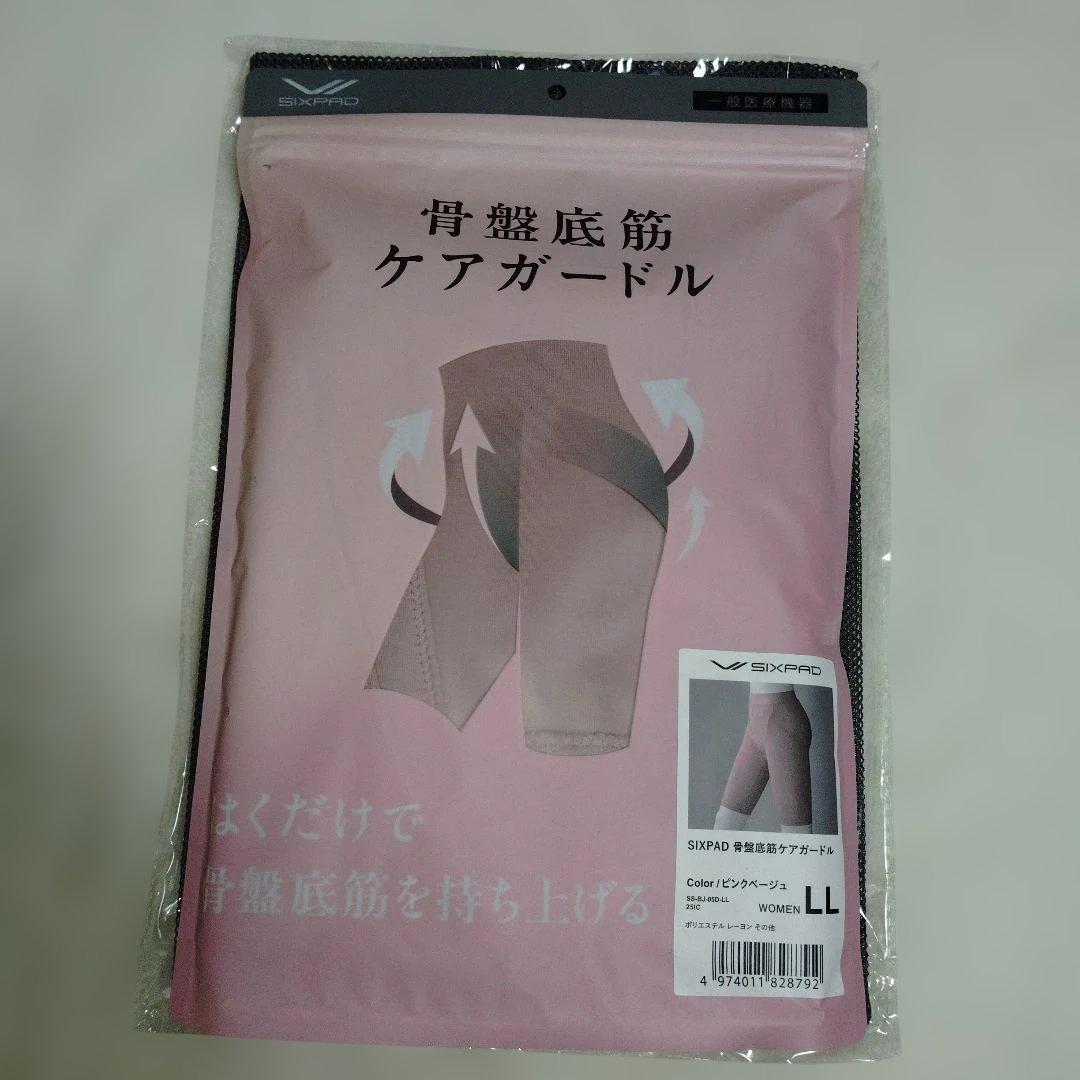 SIXPAD
一般医療機器
骨盤底筋
ケアガードル
はくだけで
骨盤底筋を持ち上げる
SIXPAD
SIXPAD 骨盤底筋ケアガードル
Color / ピンクベージュ
SS-BJ-05D-LL
25IC
WOMEN LL
ポリエステル レーヨン その他
4 974011 828792